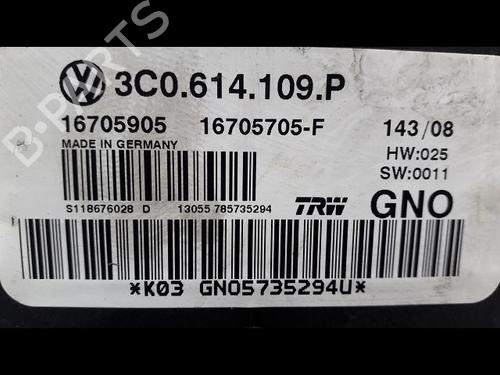 3C0.614.109.P
16705905 16705705-F 143/08
MADE IN GERMANY HW:025
SW:0011
S118676028 D 13055 785735294 TRW GNO
*K03 GNO5735294U*
B-PARTS